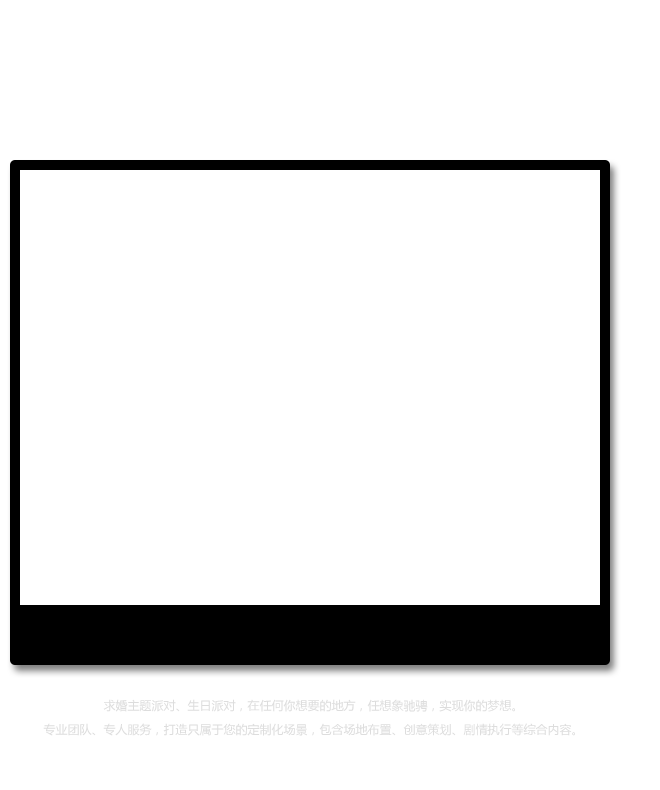 求婚主题派对、生日派对，在任何你想要的地方，任想象驰骋，实现你的梦想。
专业团队、专人服务，打造只属于您的定制化场景，包含场地布置、创意策划、剧情执行等综合内容。